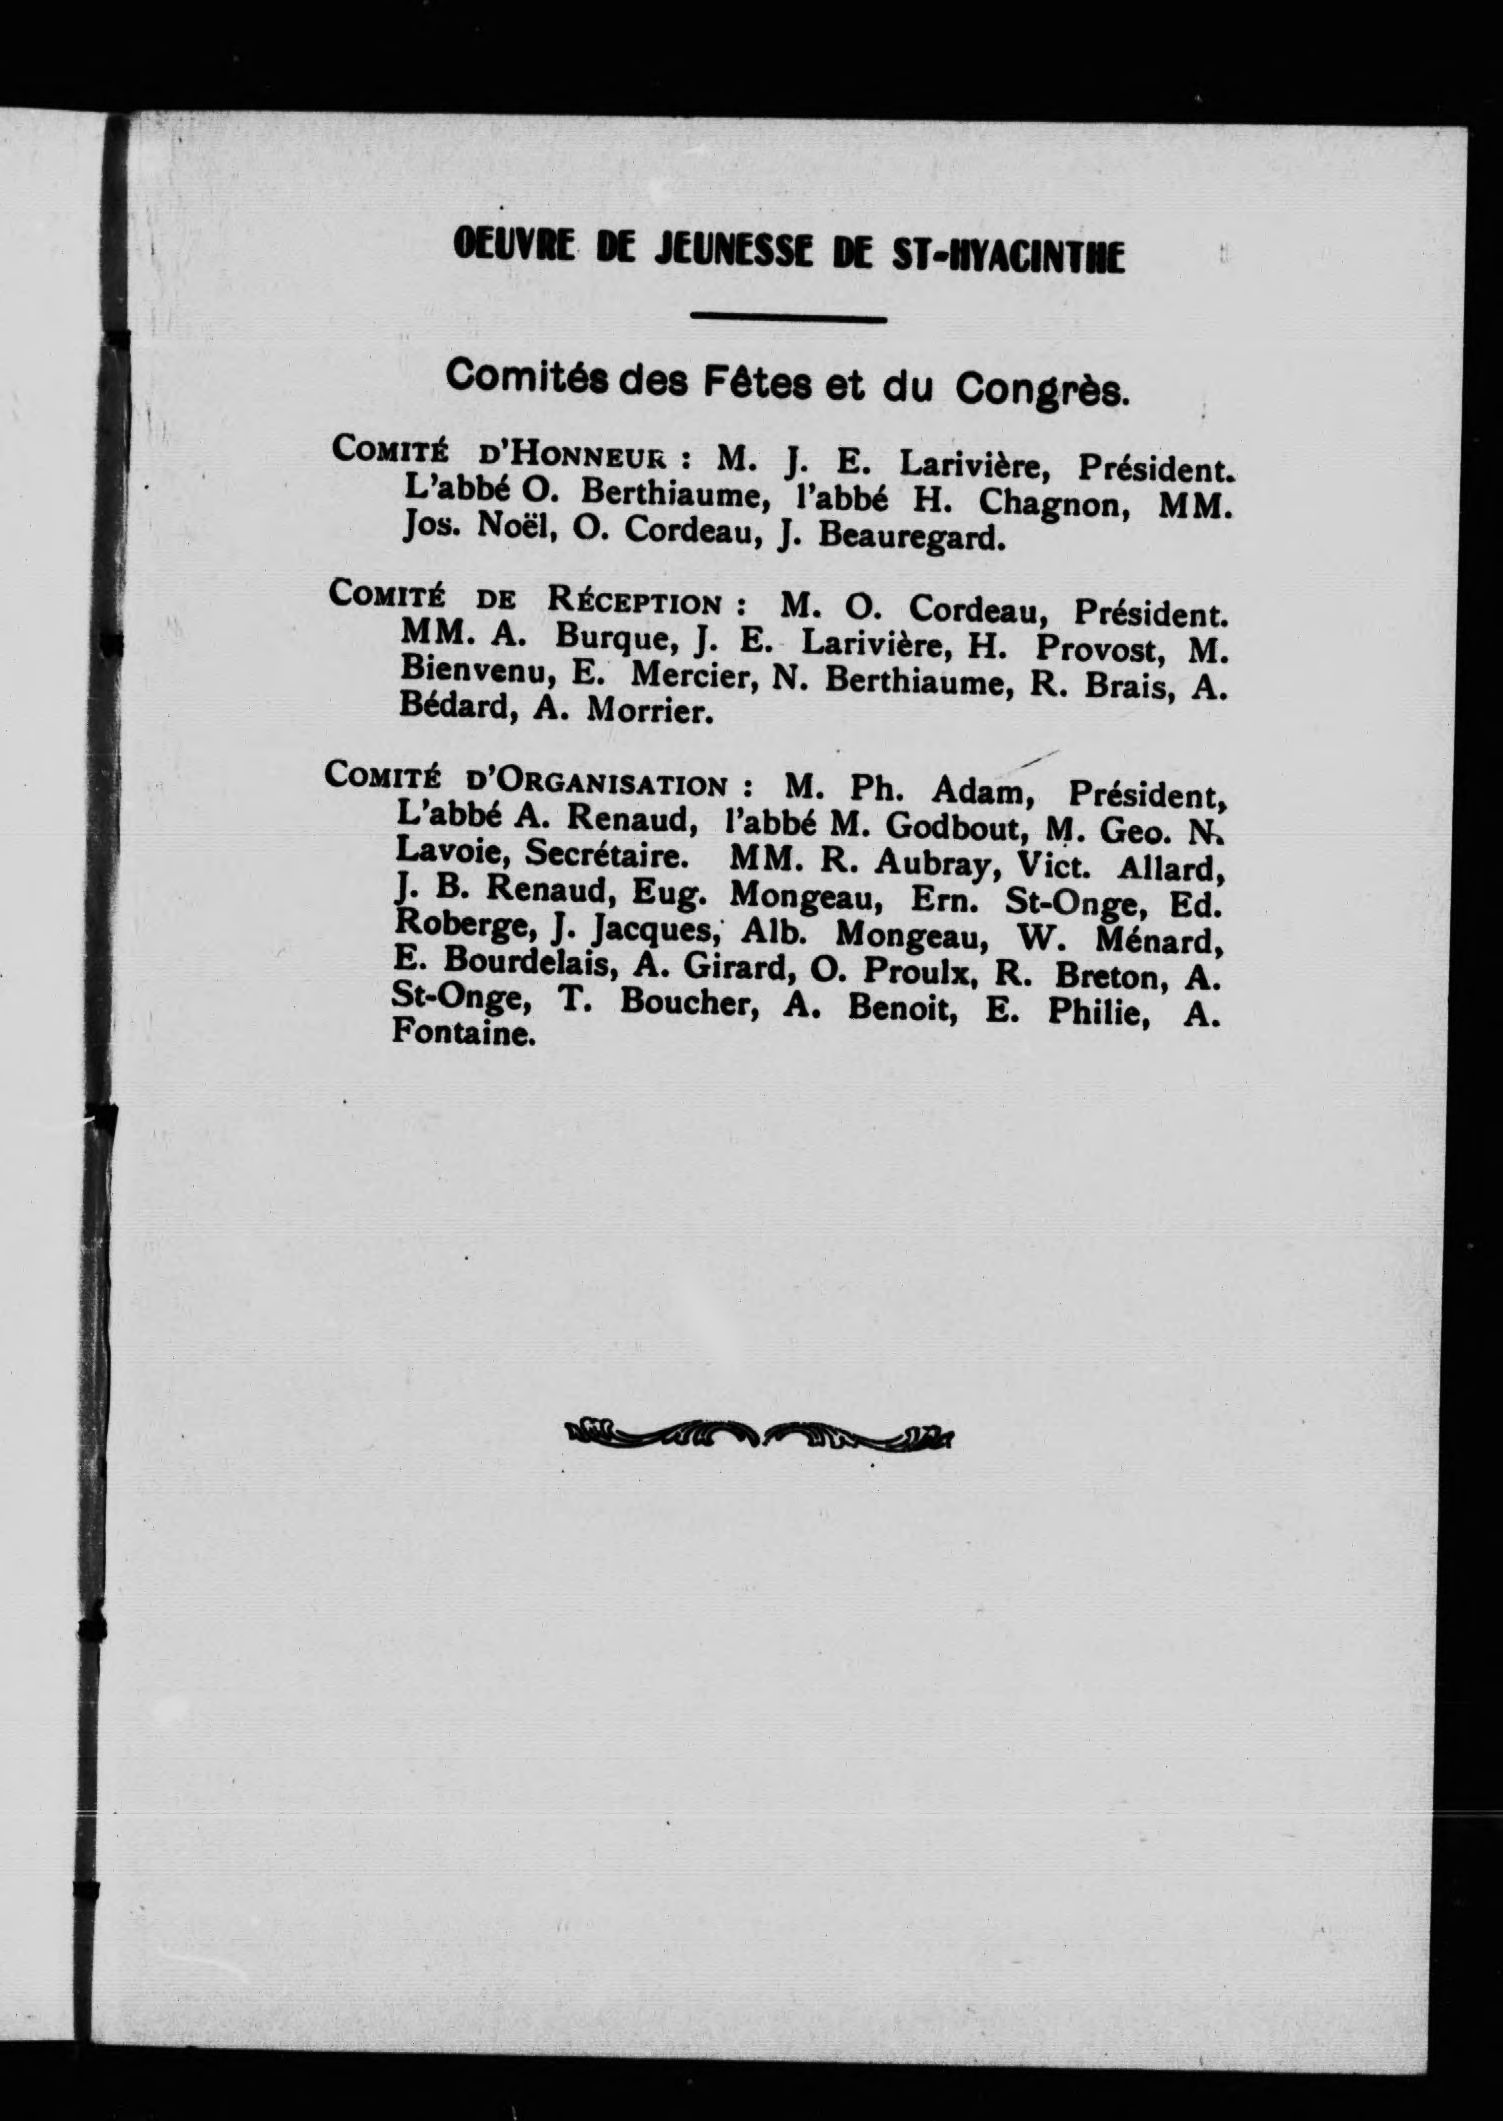 OEUVRE DE JEUNESSE DE ST-HYACINTHE
Comités des Fêtes et du Congrès.
COMITÉ D'HONNEUR : M. J. E. Larivière, Président.
L'abbé O. Berthiaume, l'abbé H. Chagnon, MM.
Jos. Noël, O. Cordeau, J. Beauregard.
COMITÉ DE RÉCEPTION : M. O. Cordeau, Président.
MM. A. Burque, J. E. Larivière, H. Provost, M.
Bienvenu, E. Mercier, N. Berthiaume, R. Brais, A.
Bédard, A. Morrier.
COMITÉ D'ORGANISATION : M. Ph. Adam, Président,
L'abbé A. Renaud, l'abbé M. Godbout, M. Geo. N.
Lavoie, Secrétaire. MM. R. Aubray, Vict. Allard,
J. B. Renaud, Eug. Mongeau, Ern. St-Onge, Ed.
Roberge, J. Jacques, Alb. Mongeau, W. Ménard,
E. Bourdelais, A. Girard, O. Proulx, R. Breton, A.
St-Onge, T. Boucher, A. Benoit, E. Philie, A.
Fontaine.